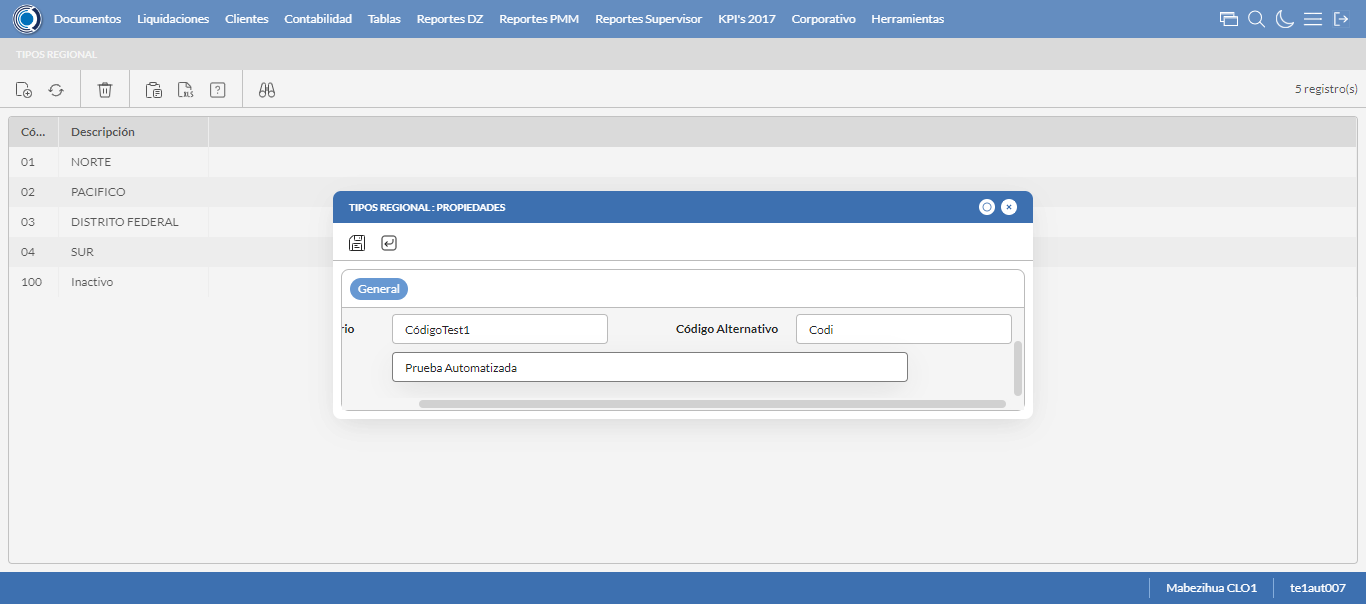 Documentos Liquidaciones Clientes Contabilidad Tablas Reportes DZ Reportes PMM Reportes Supervisor KPI's 2017 Corporativo Herramientas
TIPOS REGIONAL
XLS ? 5 registro(s)
Có... Descripción
01 NORTE
02 PACIFICO
03 DISTRITO FEDERAL
04 SUR
100 Inactivo
TIPOS REGIONAL : PROPIEDADES
General
rio CódigoTest1 Código Alternativo Codi
Prueba Automatizada
Mabezihua CLO1 te1aut007